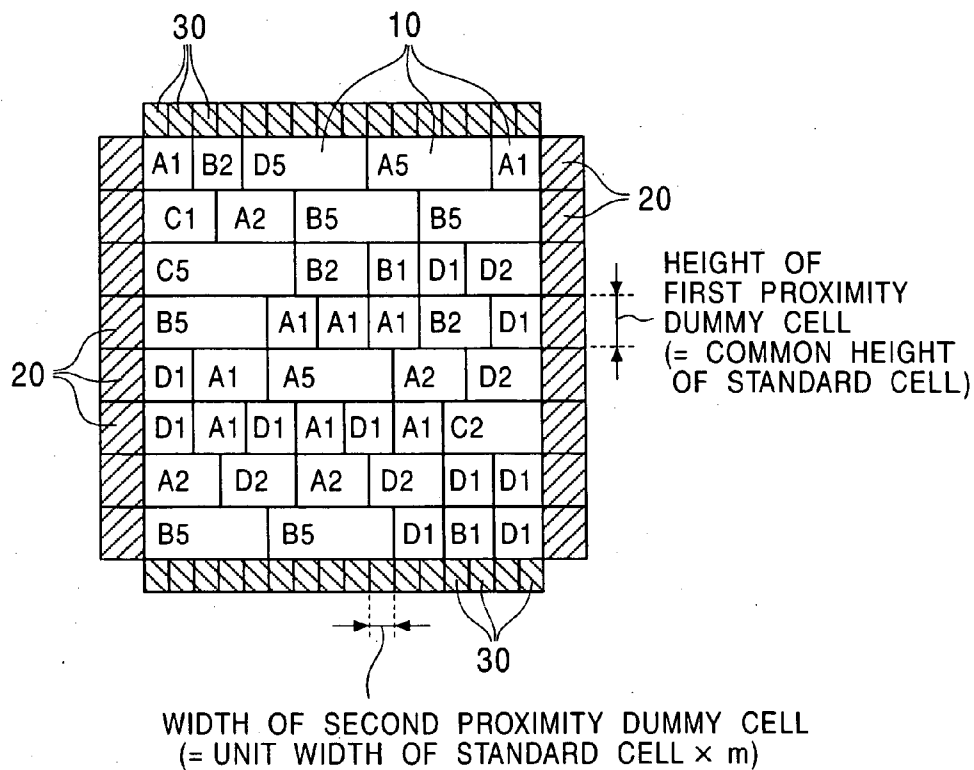 30 10
A1 B2 D5 A5 A1
20
C1 A2 B5 B5
C5 B2 B1 D1 D2
HEIGHT OF
FIRST PROXIMITY
DUMMY CELL
(= COMMON HEIGHT
OF STANDARD CELL)
B5 A1 A1 A1 B2 D1
20
D1 A1 A5 A2 D2
D1 A1 D1 A1 D1 A1 C2
A2 D2 A2 D2 D1 D1
B5 B5 D1 B1 D1
30
WIDTH OF SECOND PROXIMITY DUMMY CELL
(= UNIT WIDTH OF STANDARD CELL × m)